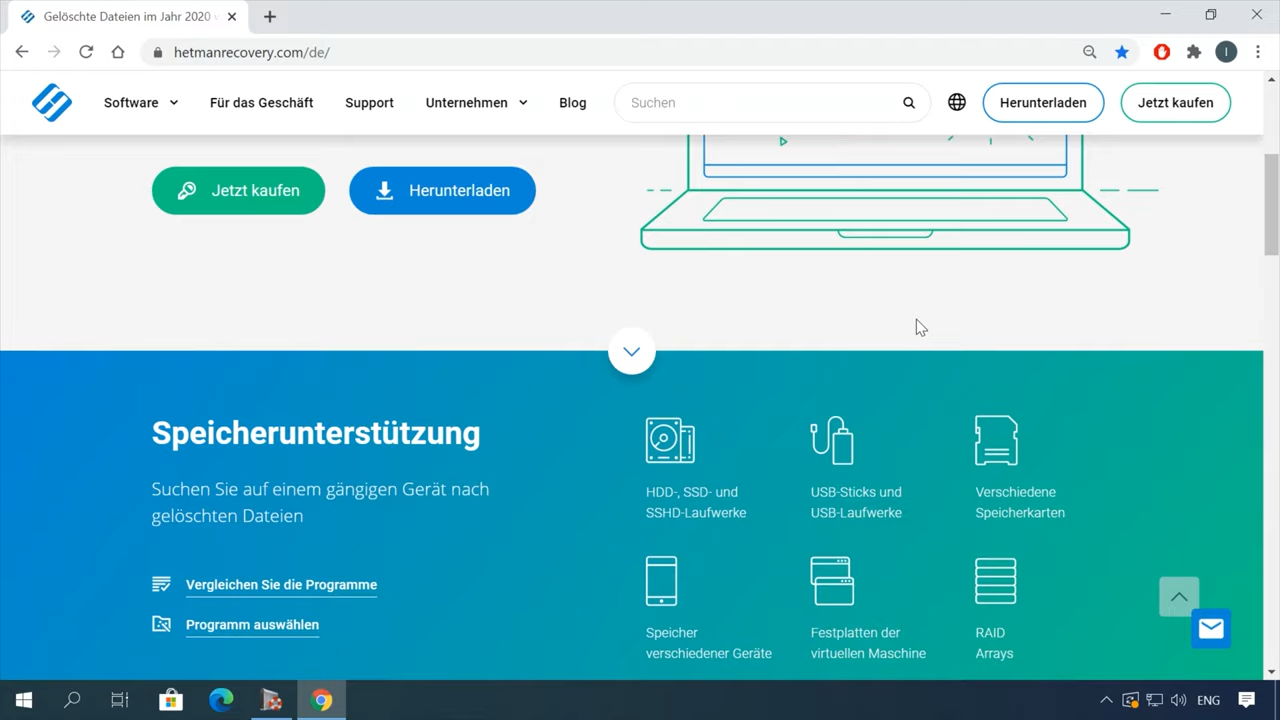 Gelöschte Dateien im Jahr 2020
hetmanrecovery.com/de/
I
Software
Für das Geschäft
Support
Unternehmen
Blog
Suchen
Herunterladen
Jetzt kaufen
Jetzt kaufen
Herunterladen
Speicherunterstützung
Suchen Sie auf einem gängigen Gerät nach
gelöschten Dateien
Vergleichen Sie die Programme
Programm auswählen
HDD-, SSD- und
SSHD-Laufwerke
USB-Sticks und
USB-Laufwerke
Verschiedene
Speicherkarten
Speicher
verschiedener Geräte
Festplatten der
virtuellen Maschine
RAID
Arrays
ENG